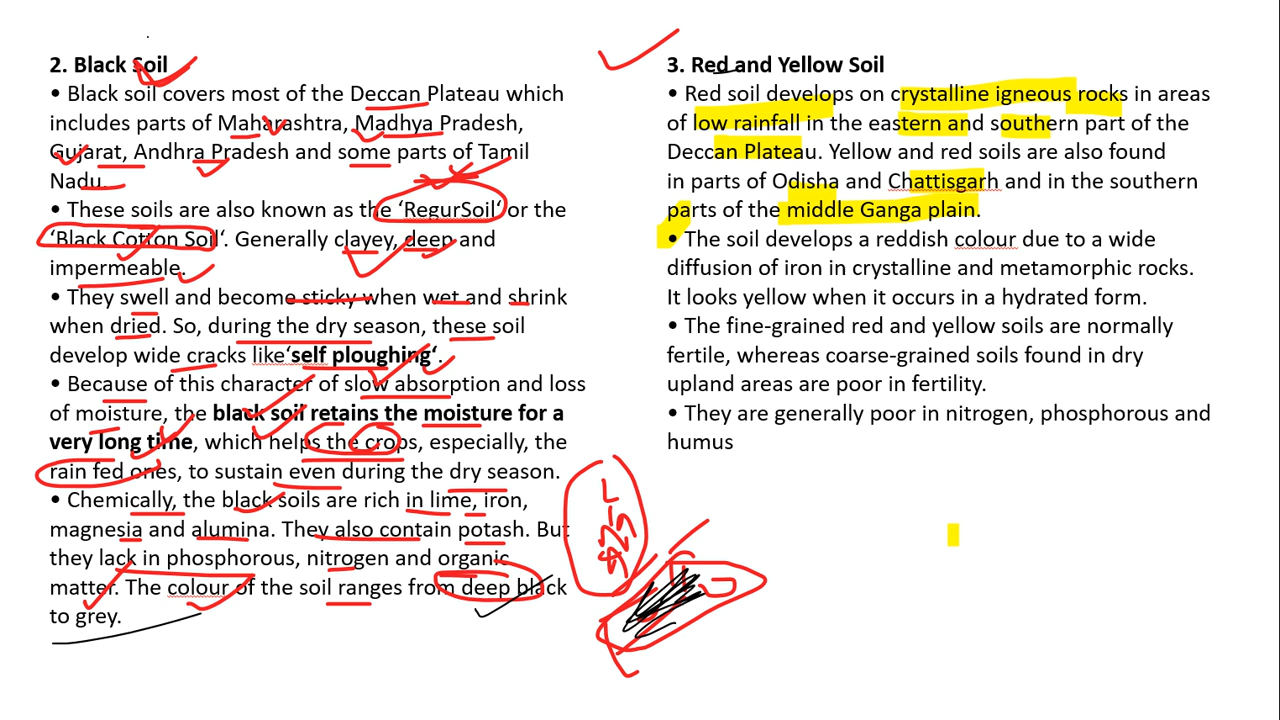 2. Black Soil
• Black soil covers most of the Deccan Plateau which
includes parts of Maharashtra, Madhya Pradesh,
Gujarat, Andhra Pradesh and some parts of Tamil
Nadu.
• These soils are also known as the ‘RegurSoil‘ or the
‘Black Cotton Soil‘. Generally clayey, deep and
impermeable.
• They swell and become sticky when wet and shrink
when dried. So, during the dry season, these soil
develop wide cracks like‘self ploughing‘.
• Because of this character of slow absorption and loss
of moisture, the black soil retains the moisture for a
very long time, which helps the crops, especially, the
rain fed ones, to sustain even during the dry season.
• Chemically, the black soils are rich in lime, iron,
magnesia and alumina. They also contain potash. But
they lack in phosphorous, nitrogen and organic
matter. The colour of the soil ranges from deep black
to grey.
3. Red and Yellow Soil
• Red soil develops on crystalline igneous rocks in areas
of low rainfall in the eastern and southern part of the
Deccan Plateau. Yellow and red soils are also found
in parts of Odisha and Chattisgarh and in the southern
parts of the middle Ganga plain.
• The soil develops a reddish colour due to a wide
diffusion of iron in crystalline and metamorphic rocks.
It looks yellow when it occurs in a hydrated form.
• The fine-grained red and yellow soils are normally
fertile, whereas coarse-grained soils found in dry
upland areas are poor in fertility.
• They are generally poor in nitrogen, phosphorous and
humus